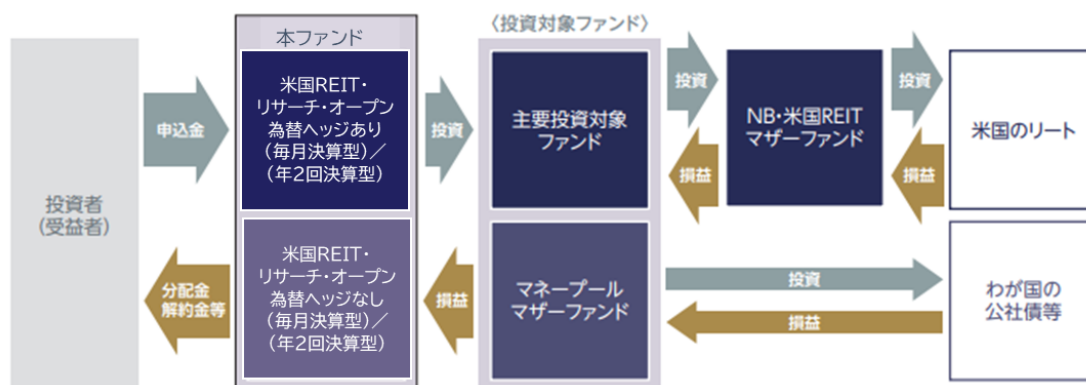 〈投資対象ファンド〉
本ファンド
投資者
(受益者)
申込金
分配金
解約金等
米国REIT・
リサーチ・オープン
為替ヘッジあり
(毎月決算型)/
(年2回決算型)
米国REIT・
リサーチ・オープン
為替ヘッジなし
(毎月決算型)/
(年2回決算型)
投資
損益
主要投資対象
ファンド
マネープール
マザーファンド
投資
損益
NB・米国REIT
マザーファンド
投資
損益
米国のリート
投資
損益
わが国の
公社債等